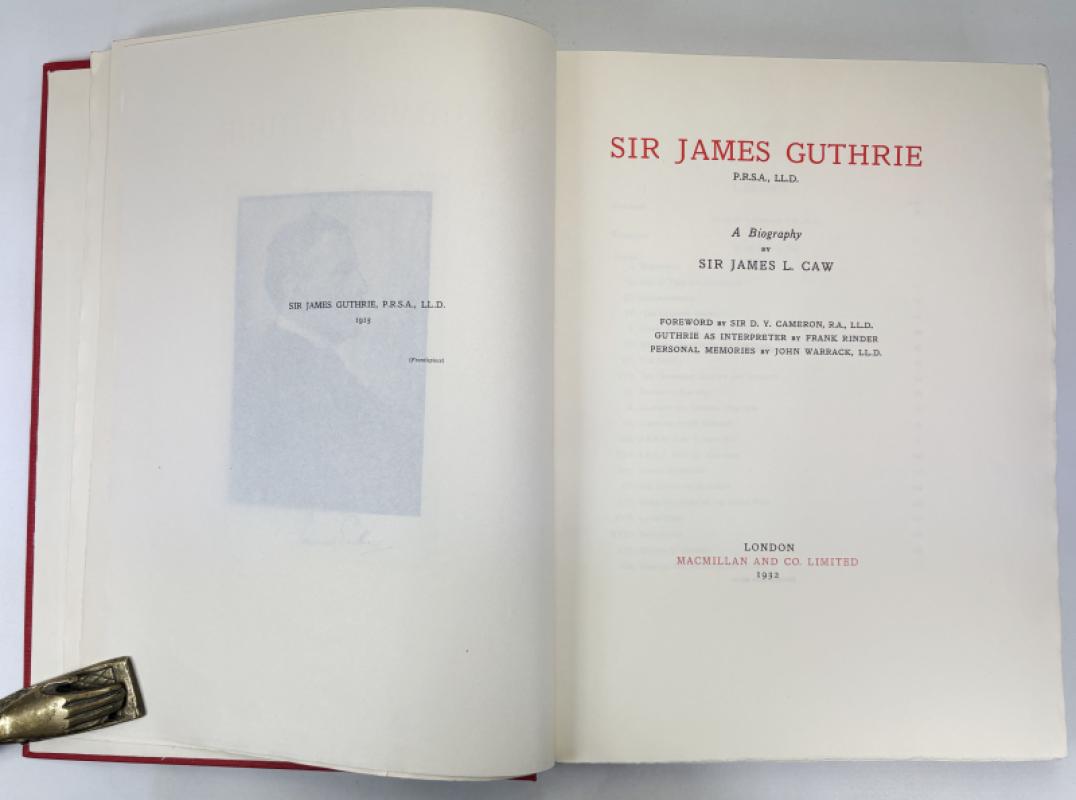 SIR JAMES GUTHRIE, P.R.S.A., LL.D.
1915
(Frontispiece)
SIR JAMES GUTHRIE
P.R.S.A., LL.D.
A Biography
BY
SIR JAMES L. CAW
FOREWORD BY SIR D. Y. CAMERON, R.A., LL.D.
GUTHRIE AS INTERPRETER BY FRANK RINDER
PERSONAL MEMORIES BY JOHN WARRACK, LL.D.
LONDON
MACMILLAN AND CO. LIMITED
1932